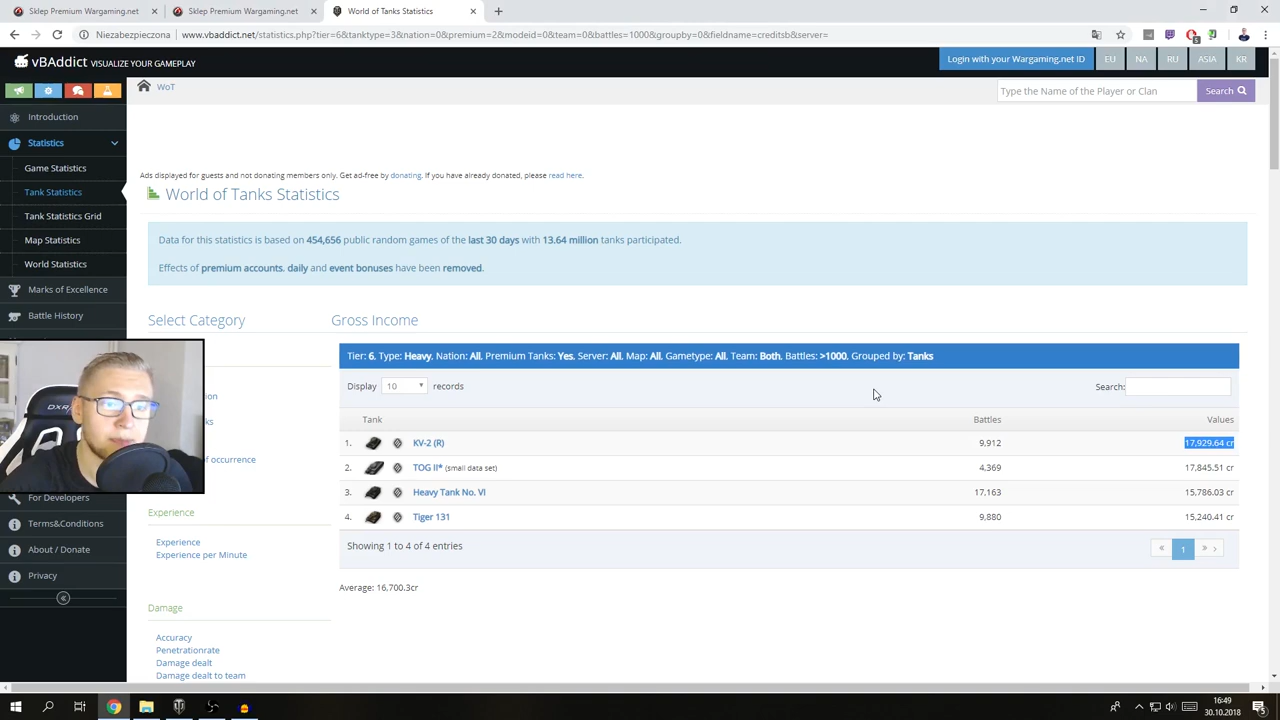 Sklep Premium Wargaming.net
Sklep Premium Wargaming.net
World of Tanks Statistics
Niezabezpieczona
www.vbaddict.net/statistics.php?tier=6&tanktype=3&nation=0&premium=2&modeid=0&team=0&battles=1000&groupby=0&fieldname=creditsb&server=
5
vBAddict VISUALIZE YOUR GAMEPLAY
Login with your Wargaming.net ID
EU
NA
RU
ASIA
KR
WoT
Type the Name of the Player or Clan
Search
Introduction
Statistics
Game Statistics
Tank Statistics
Tank Statistics Grid
Map Statistics
World Statistics
Marks of Excellence
Battle History
For Developers
Terms&Conditions
About / Donate
Privacy
Ads displayed for guests and not donating members only. Get ad-free by donating. If you have already donated, please read here.
World of Tanks Statistics
Data for this statistics is based on 454,656 public random games of the last 30 days with 13.64 million tanks participated.
Effects of premium accounts. daily and event bonuses have been removed.
Select Category
of occurrence
Experience
Experience
Experience per Minute
Damage
Accuracy
Penetrationrate
Damage dealt
Damage dealt to team
Gross Income
Tier: 6, Type: Heavy, Nation: All, Premium Tanks: Yes, Server: All, Map: All, Gametype: All, Team: Both, Battles: >1000, Grouped by: Tanks
Display 10 records
Search:
Tank Battles Values
1. KV-2 (R) 9,912 17,929.64 cr
2. TOG II* (small data set) 4,369 17,845.51 cr
3. Heavy Tank No. VI 17,163 15,786.03 cr
4. Tiger 131 9,880 15,240.41 cr
Showing 1 to 4 of 4 entries
« 1 » ›
Average: 16,700.3cr
DXR
16:49
30.10.2018
5